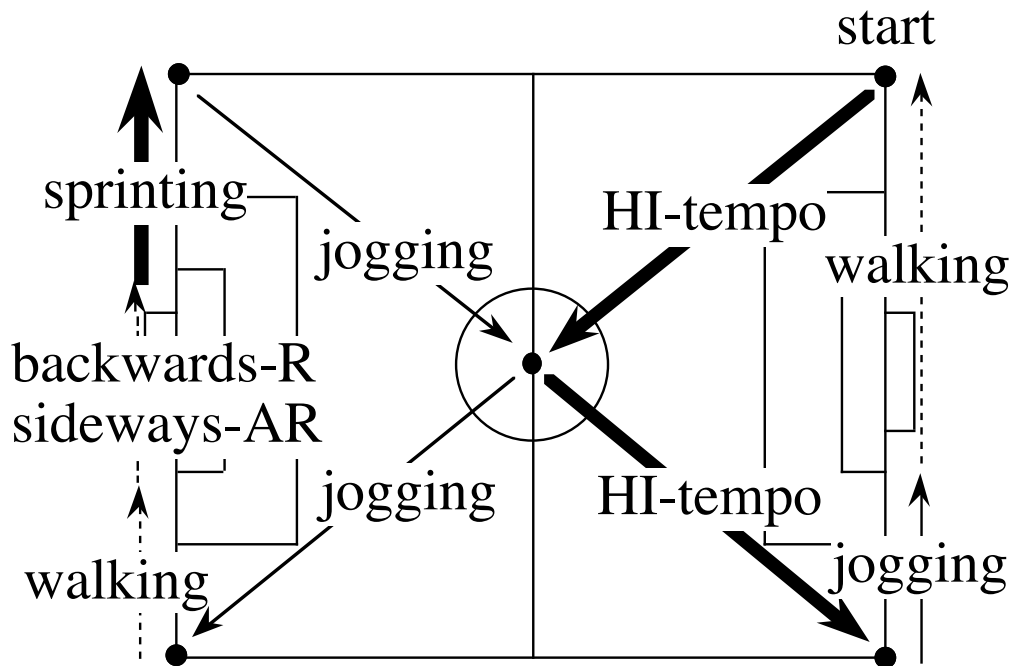 start
sprinting
HI-tempo
jogging
walking
backwards-R
sideways-AR
jogging
HI-tempo
walking
jogging